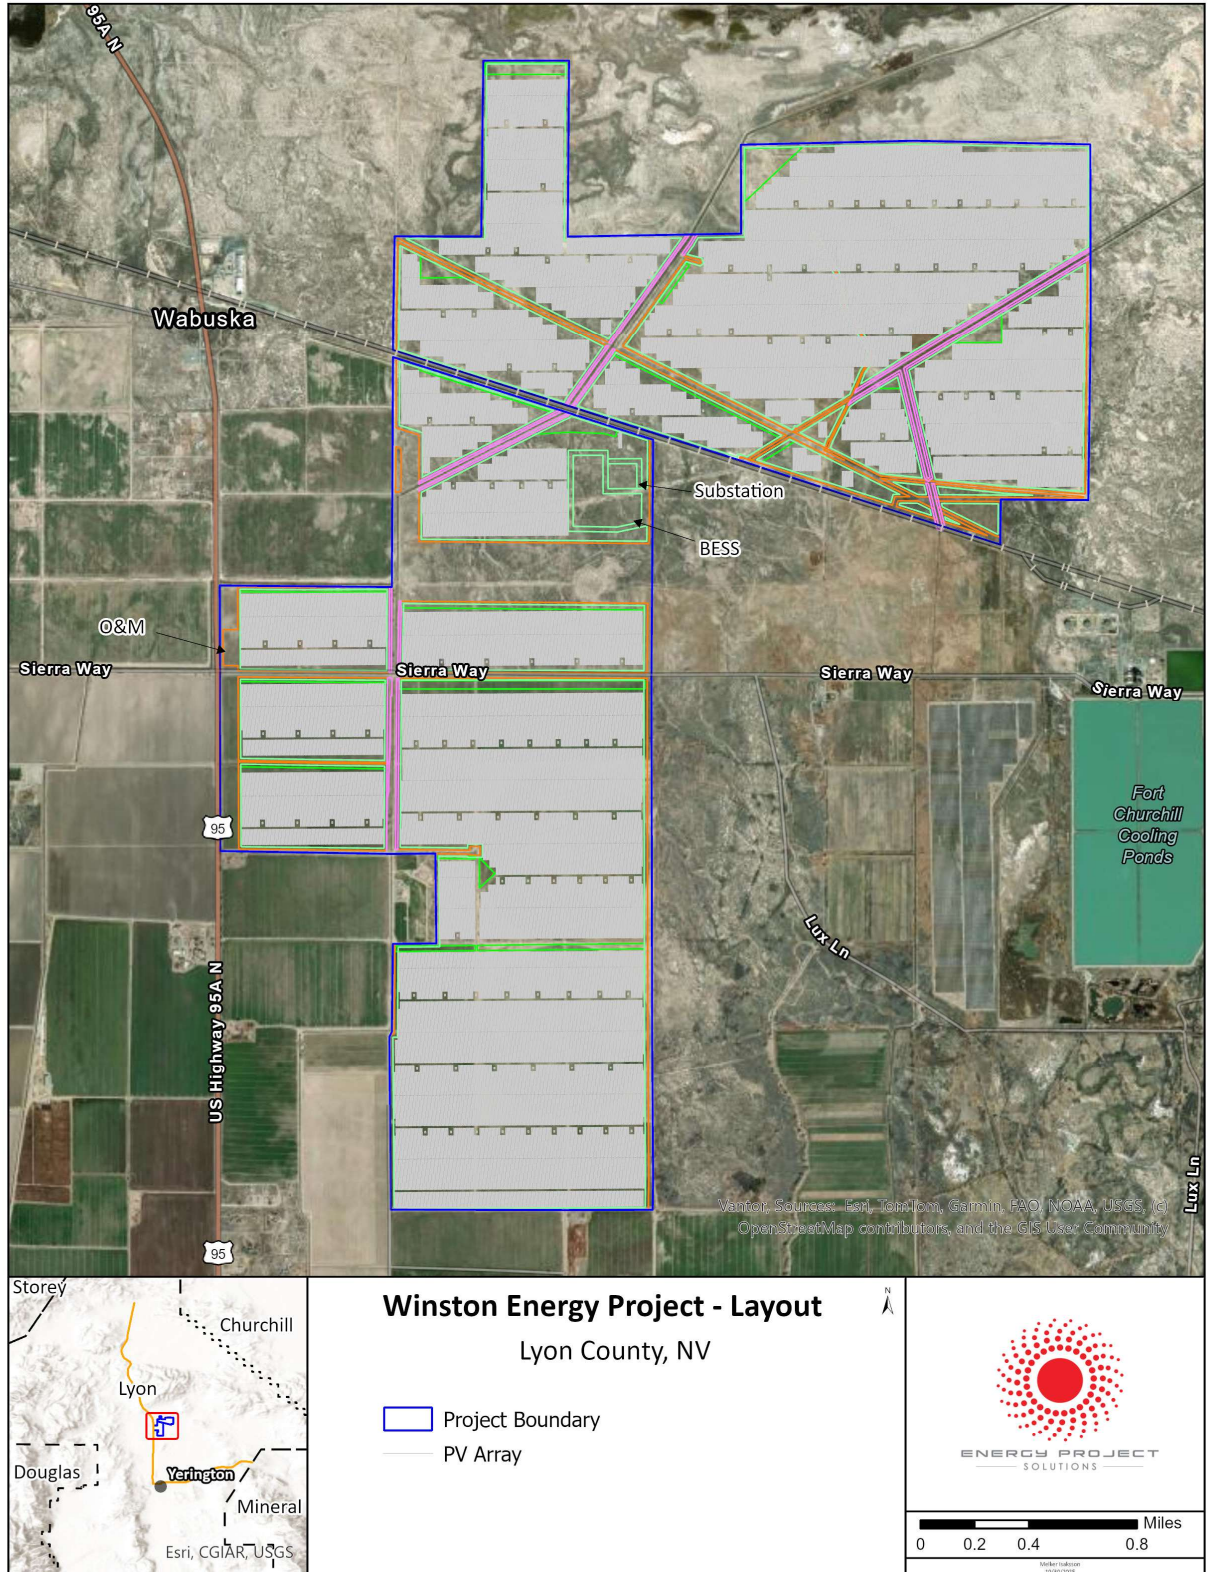 95A N
Wabuska
Substation
BESS
O&M
Sierra Way
Sierra Way
Sierra Way
Sierra Way
95
Fort
Churchill
Cooling
Ponds
Lux Ln
US Highway 95A N
Lux Ln
95
Vantor, Sources: Esri, TomTom, Garmin, FAO, NOAA, USGS, (c)
OpenStreetMap contributors, and the GIS User Community
Storey
Churchill
Lyon
Douglas
Yerington
Mineral
Esri, CGIAR, USGS
Winston Energy Project - Layout
Lyon County, NV
Project Boundary
PV Array
N
ENERGY PROJECT
SOLUTIONS
Miles
0 0.2 0.4 0.8